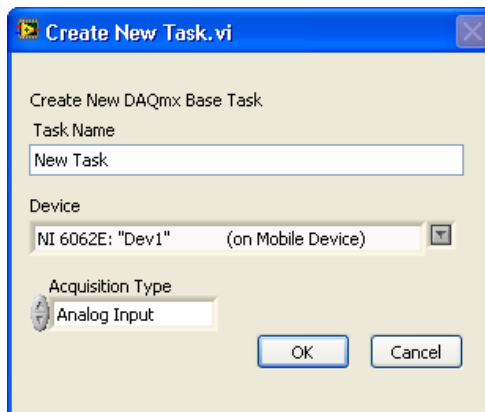 Create New Task.vi
Create New DAQmx Base Task
Task Name
New Task
Device
NI 6062E: "Dev1" (on Mobile Device)
Acquisition Type
Analog Input
OK Cancel